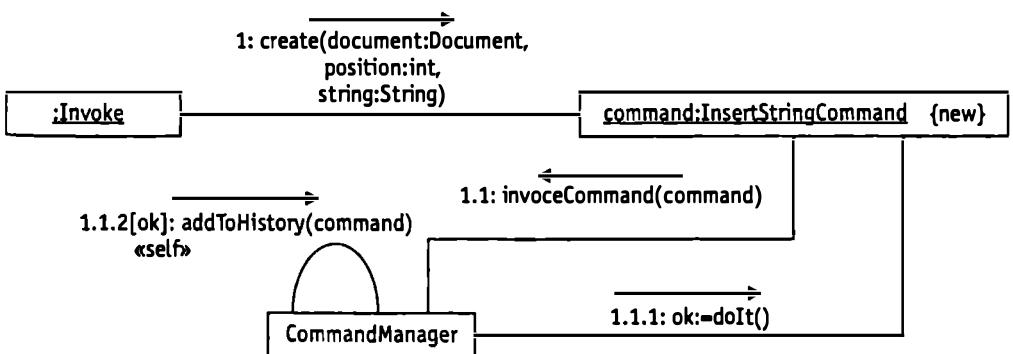 1: create(document:Document,
position:int,
string:String)
:Invoke
command:InsertStringCommand {new}
1.1: invoceCommand(command)
1.1.2[ok]: addToHistory(command)
«self»
1.1.1: ok:=doIt()
CommandManager